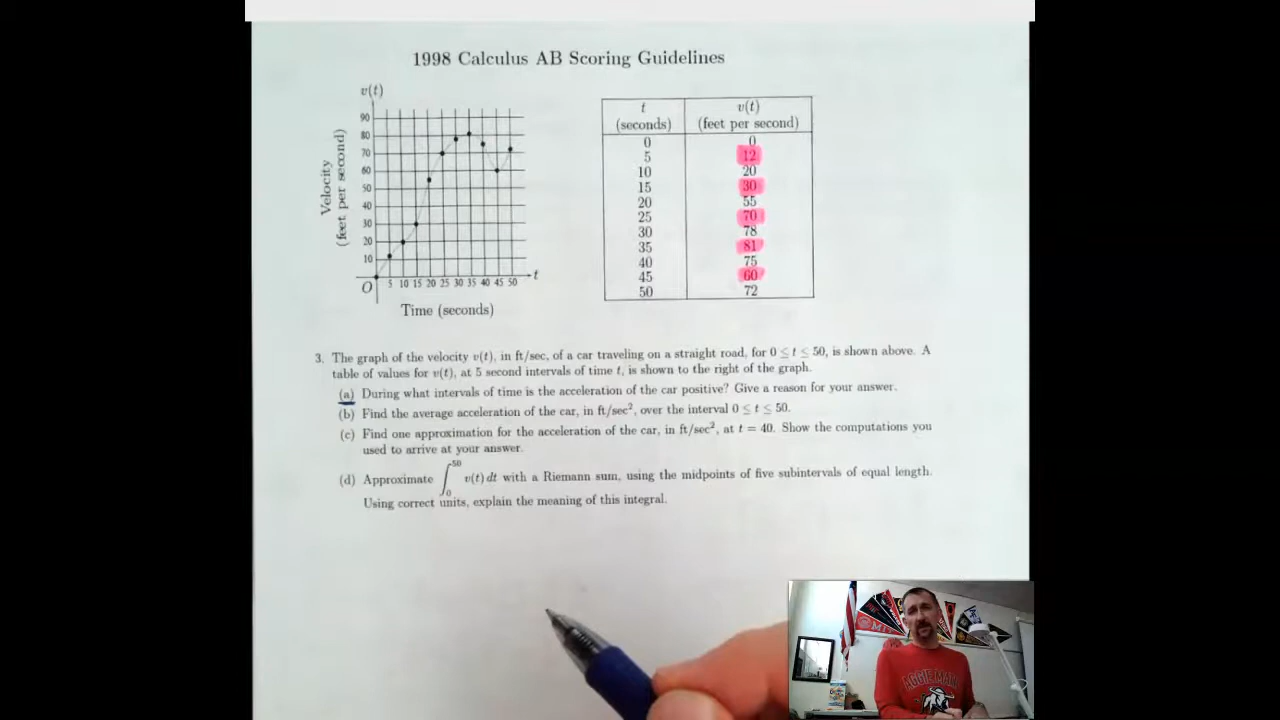 1998 Calculus AB Scoring Guidelines
v(t)
90
80
70
60
50
40
30
20
10
Velocity
(feet per second)
O
5 10 15 20 25 30 35 40 45 50
t
Time (seconds)
t v(t)
(seconds) (feet per second)
0 0
5 12
10 20
15 30
20 55
25 70
30 78
35 81
40 75
45 60
50 72
3. The graph of the velocity v(t), in ft/sec, of a car traveling on a straight road, for 0 ≤ t ≤ 50, is shown above. A
table of values for v(t), at 5 second intervals of time t, is shown to the right of the graph.
(a) During what intervals of time is the acceleration of the car positive? Give a reason for your answer.
(b) Find the average acceleration of the car, in ft/sec², over the interval 0 ≤ t ≤ 50.
(c) Find one approximation for the acceleration of the car, in ft/sec², at t = 40. Show the computations you
used to arrive at your answer.
(d) Approximate ∫₀⁵⁰ v(t) dt with a Riemann sum, using the midpoints of five subintervals of equal length.
Using correct units, explain the meaning of this integral.